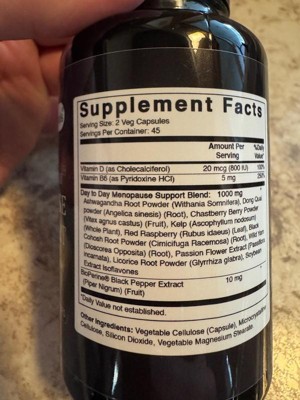 Supplement Facts
Serving Size: 2 Veg Capsules
Servings Per Container: 45
Amount Per Serving %Daily Value*
Vitamin D (as Cholecalciferol) 20 mcg (800 IU) 100%
Vitamin B6 (as Pyridoxine HCl) 5 mg 250%
Day to Day Menopause Support Blend: 1000 mg
Ashwagandha Root Powder (Withania Somnifera), Dong Quai
powder (Angelica sinesis) (Root), Chastberry Berry Powder
(Vitex agnus castus) (Fruit), Kelp (Ascophyllum nodosum)
(Whole Plant), Red Raspberry (Rubus idaeus) (Leaf), Black
Cohosh Root Powder (Cimicifuga Racemosa) (Root), Wild Yam
(Dioscorea Opposita) (Root), Passion Flower Extract (Passiflora
incarnata), Licorice Root Powder (Glyrrhiza glabra), Soybean
Extract Isoflavones
BioPerine® Black Pepper Extract 10 mg
(Piper Nigrum) (Fruit)
*Daily Value not established.
Other Ingredients: Vegetable Cellulose (Capsule), Microcrystalline
Cellulose, Silicon Dioxide, Vegetable Magnesium Stearate.